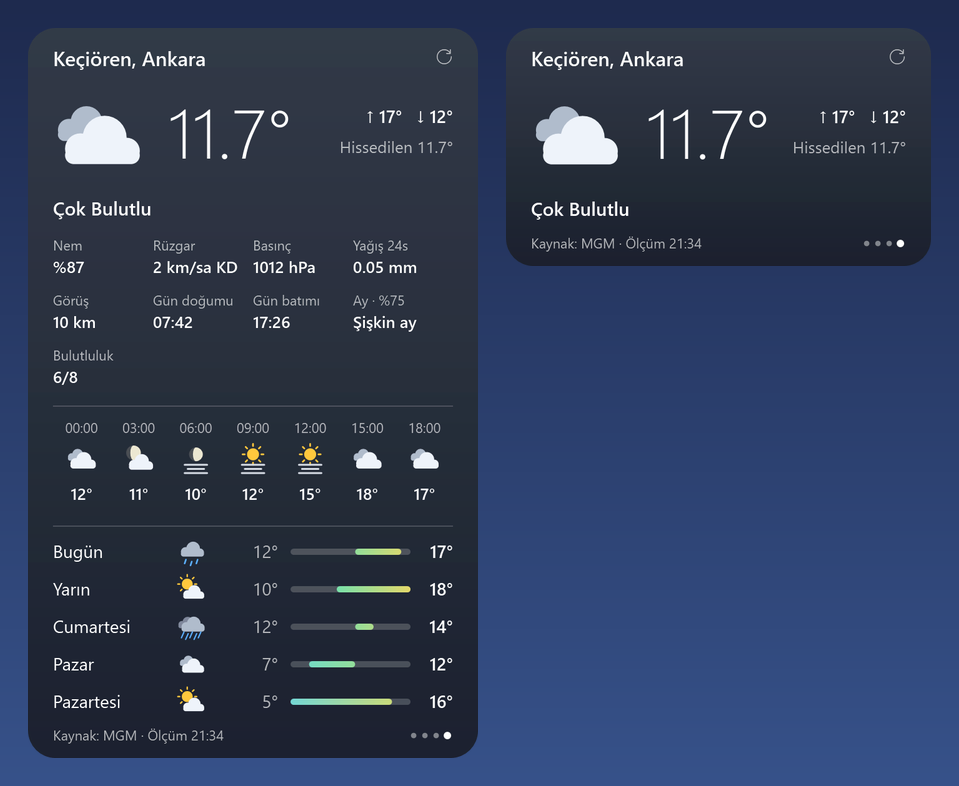 Keçiören, Ankara
11.7°
↑ 17° ↓ 12°
Hissedilen 11.7°
Çok Bulutlu
Nem Rüzgar Basınç Yağış 24s
%87 2 km/sa KD 1012 hPa 0.05 mm
Görüş Gün doğumu Gün batımı Ay · %75
10 km 07:42 17:26 Şişkin ay
Bulutluluk
6/8
00:00 03:00 06:00 09:00 12:00 15:00 18:00
12° 11° 10° 12° 15° 18° 17°
Bugün 12° 17°
Yarın 10° 18°
Cumartesi 12° 14°
Pazar 7° 12°
Pazartesi 5° 16°
Kaynak: MGM · Ölçüm 21:34
Keçiören, Ankara
11.7°
↑ 17° ↓ 12°
Hissedilen 11.7°
Çok Bulutlu
Kaynak: MGM · Ölçüm 21:34